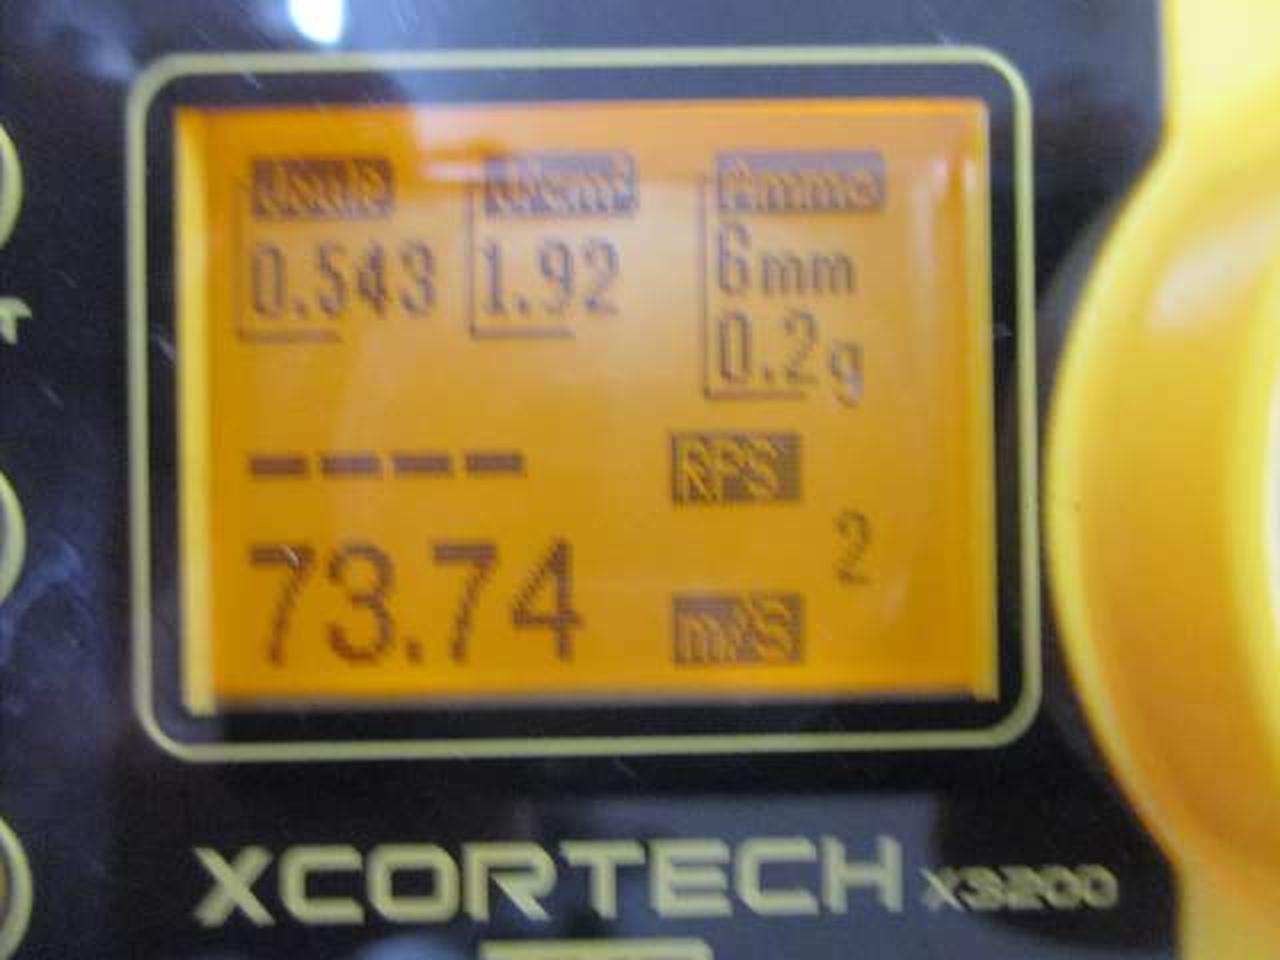 Joule J/cm² Ammo
0.543 1.92 6mm
0.2g
---- RPS
2
73.74 m/s
XCORTECH X3200